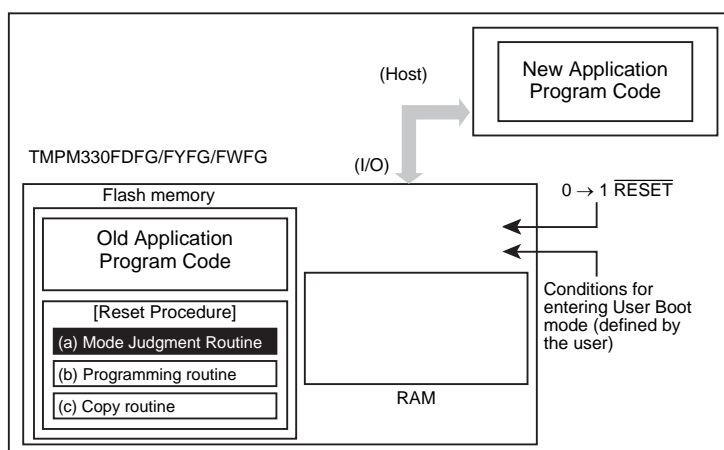 (Host)
New Application
Program Code
TMPM330FDFG/FYFG/FWFG
(I/O)
Flash memory
0 → 1 RESET
Old Application
Program Code
[Reset Procedure]
(a) Mode Judgment Routine
(b) Programming routine
(c) Copy routine
RAM
Conditions for
entering User Boot
mode (defined by
the user)